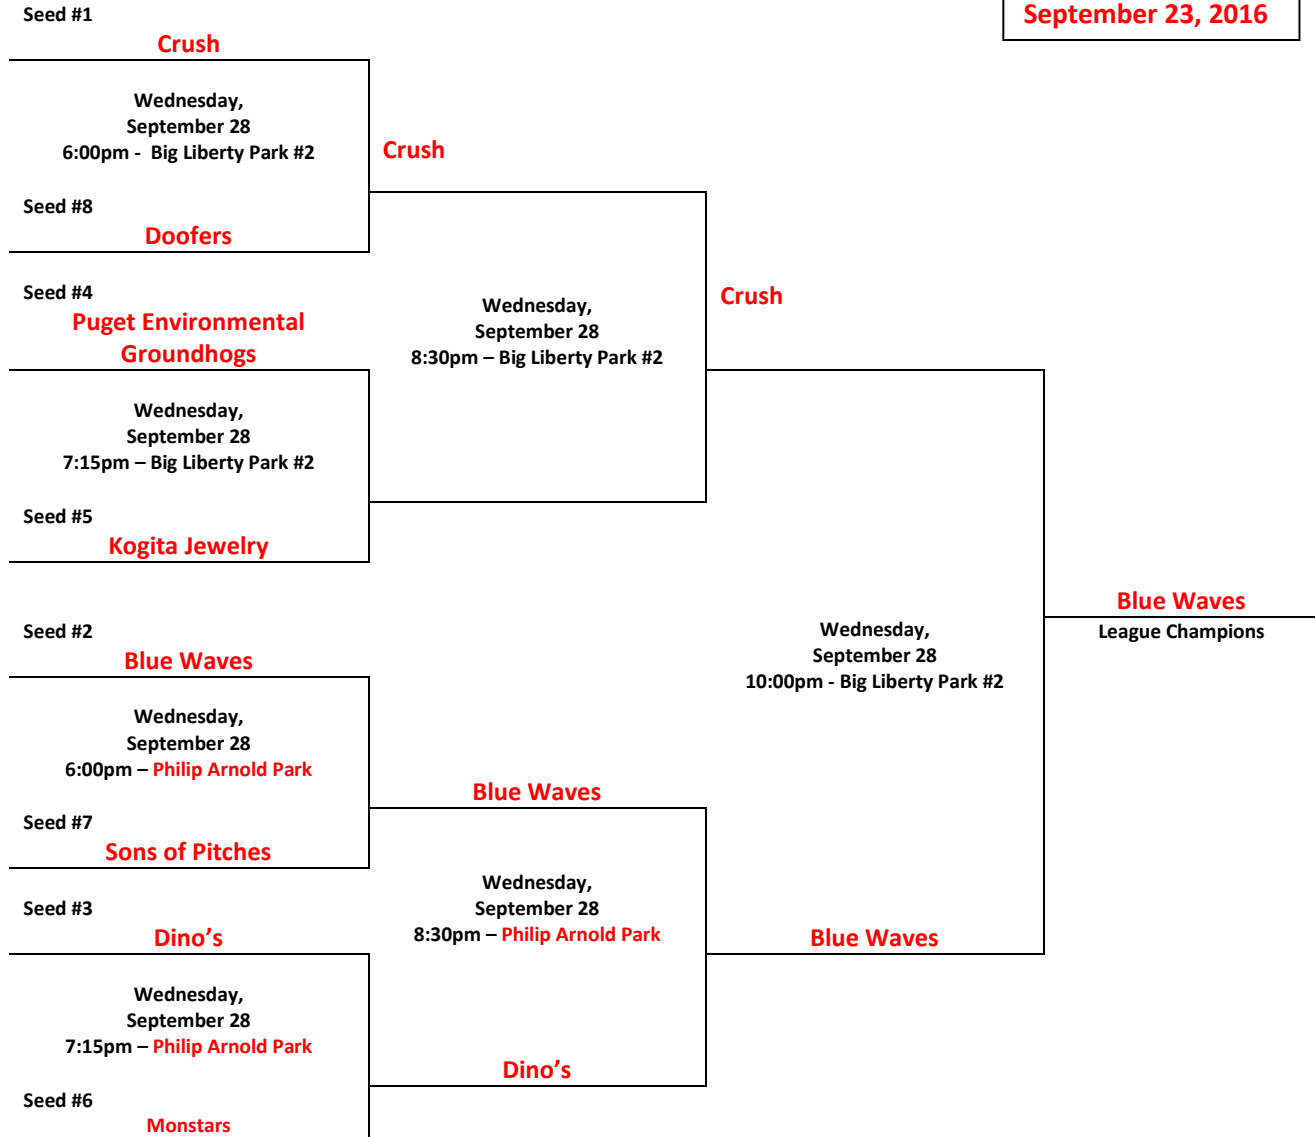 September 23, 2016
Seed #1
Crush
Wednesday,
September 28
6:00pm - Big Liberty Park #2
Crush
Seed #8
Doofers
Seed #4
Puget Environmental
Groundhogs
Wednesday,
September 28
8:30pm – Big Liberty Park #2
Crush
Wednesday,
September 28
7:15pm – Big Liberty Park #2
Seed #5
Kogita Jewelry
Blue Waves
League Champions
Seed #2
Blue Waves
Wednesday,
September 28
10:00pm - Big Liberty Park #2
Wednesday,
September 28
6:00pm – Philip Arnold Park
Blue Waves
Seed #7
Sons of Pitches
Wednesday,
September 28
8:30pm – Philip Arnold Park
Blue Waves
Seed #3
Dino’s
Wednesday,
September 28
7:15pm – Philip Arnold Park
Dino’s
Seed #6
Monstars